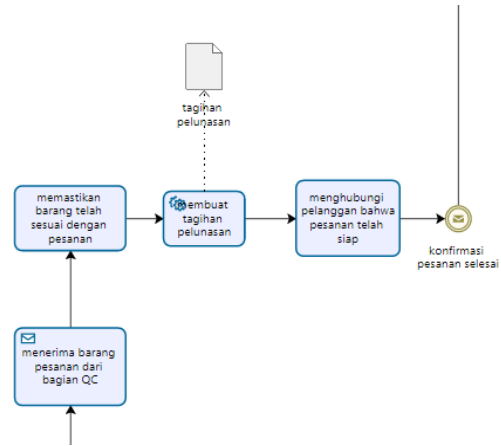 tagihan
pelunasan
memastikan
barang telah
sesuai dengan
pesanan
embuat
tagihan
pelunasan
menghubungi
pelanggan bahwa
pesanan telah
siap
konfirmasi
pesanan selesai
menerima barang
pesanan dari
bagian QC